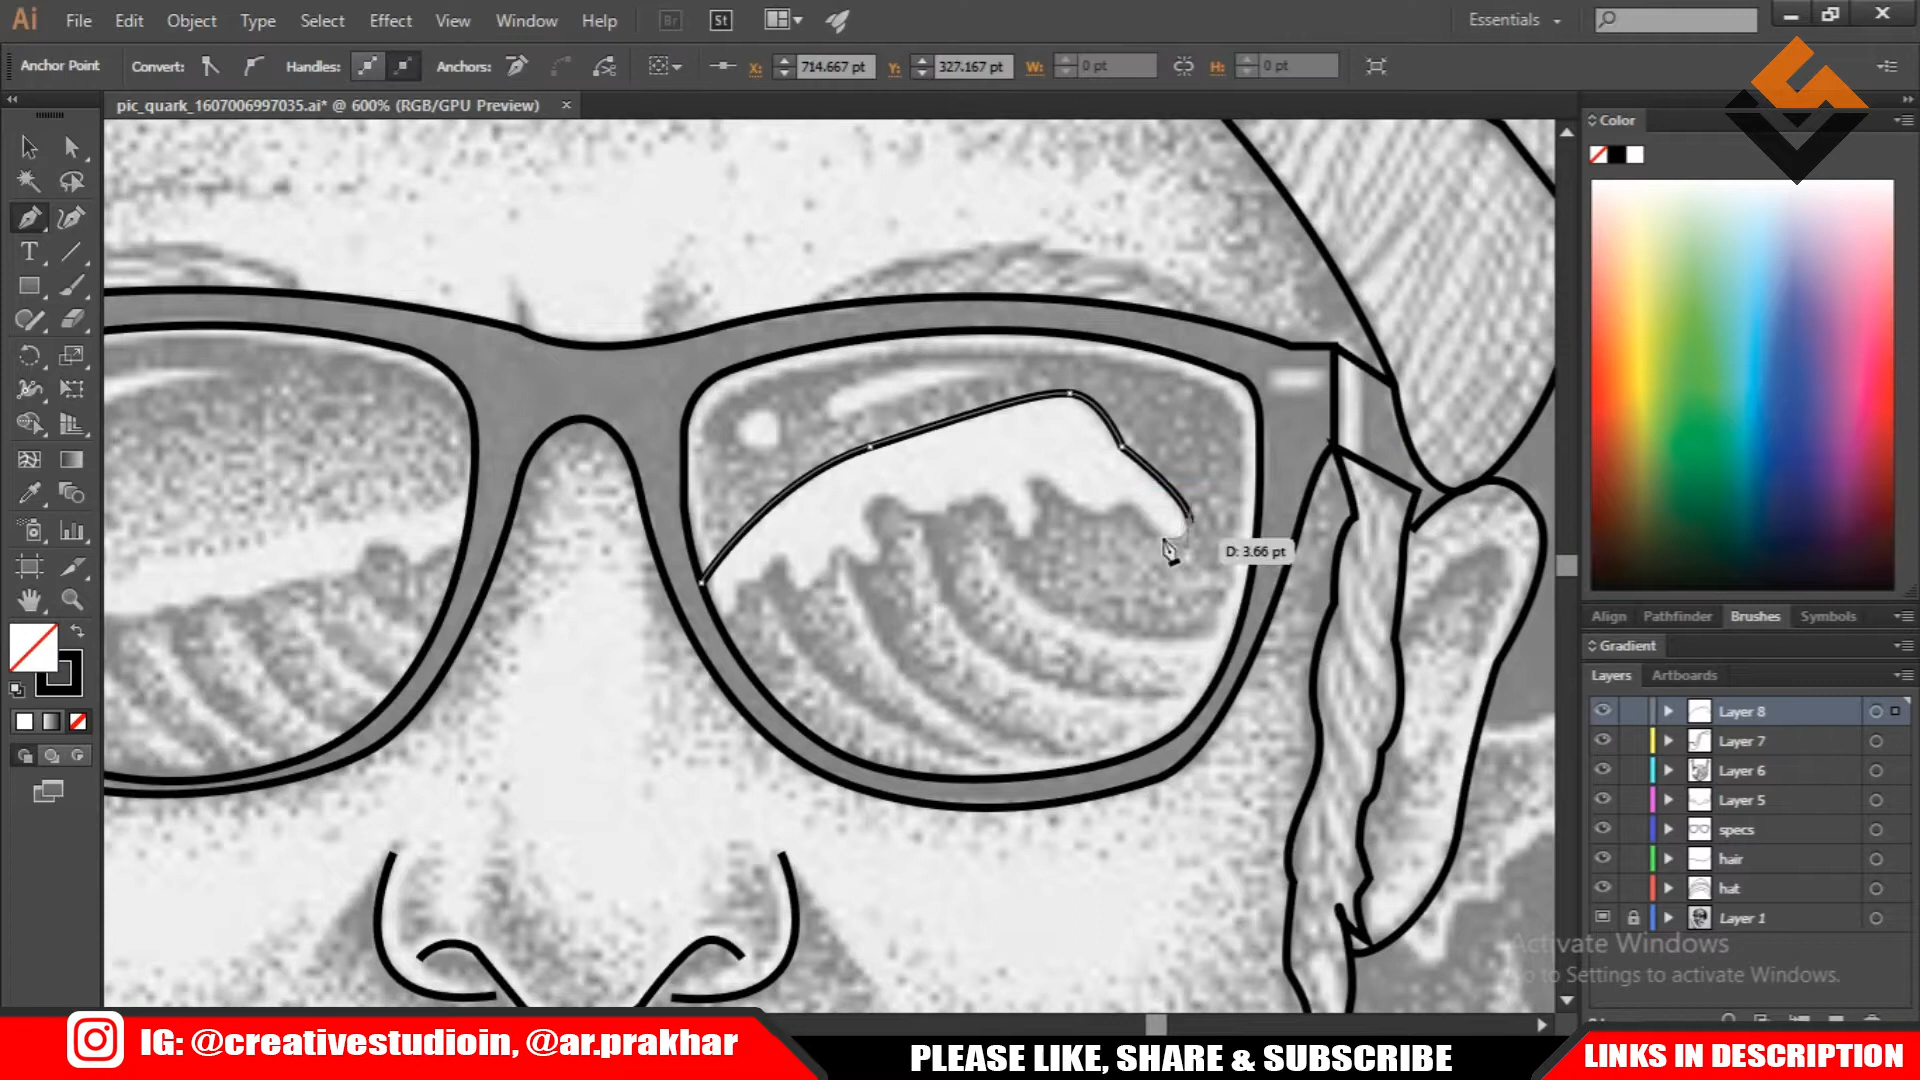 Ai File Edit Object Type Select Effect View Window Help Br St Essentials
Anchor Point Convert: Handles: Anchors: X: 714.667 pt Y: 327.167 pt W: 0 pt H: 0 pt
pic_quark_1607006997035.ai* @ 600% (RGB/GPU Preview)
Color
D: 3.66 pt
Align Pathfinder Brushes Symbols
Gradient
Layers Artboards
Layer 8
Layer 7
Layer 6
Layer 5
specs
hair
hat
Layer 1
Activate Windows
Go to Settings to activate Windows.
IG: @creativestudioin, @ar.prakhar
PLEASE LIKE, SHARE & SUBSCRIBE
LINKS IN DESCRIPTION